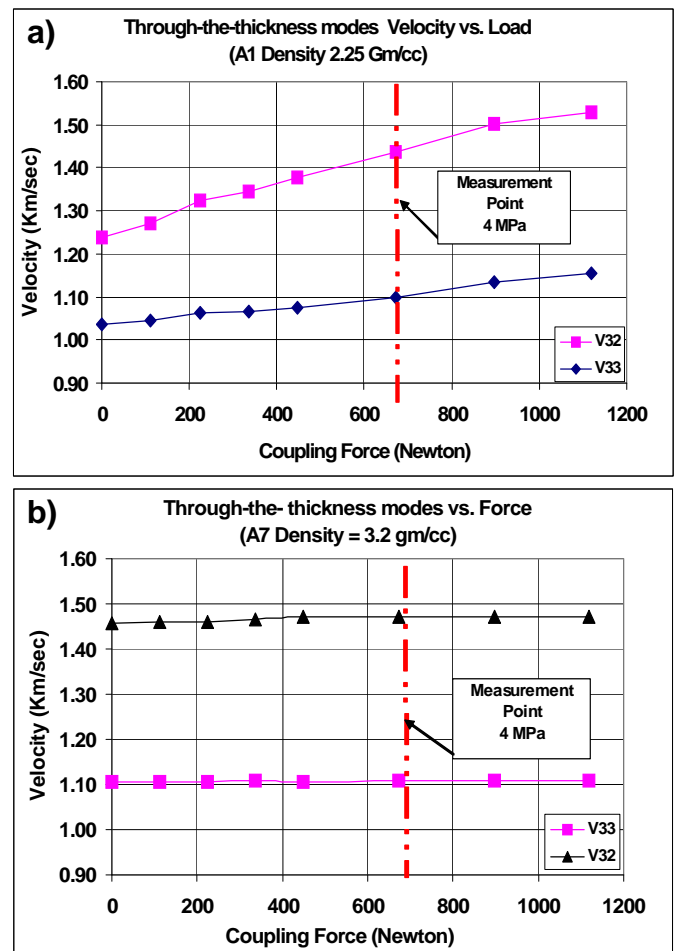 a)
Through-the-thickness modes Velocity vs. Load
(A1 Density 2.25 Gm/cc)
1.60
1.50
1.40
1.30
1.20
1.10
1.00
0.90
Velocity (Km/sec)
Measurement
Point
4 MPa
V32
V33
0 200 400 600 800 1000 1200
Coupling Force (Newton)
b)
Through-the- thickness modes vs. Force
(A7 Density = 3.2 gm/cc)
1.60
1.50
1.40
1.30
1.20
1.10
1.00
0.90
Velocity (Km/sec)
Measurement
Point
4 MPa
V33
V32
0 200 400 600 800 1000 1200
Coupling Force (Newton)